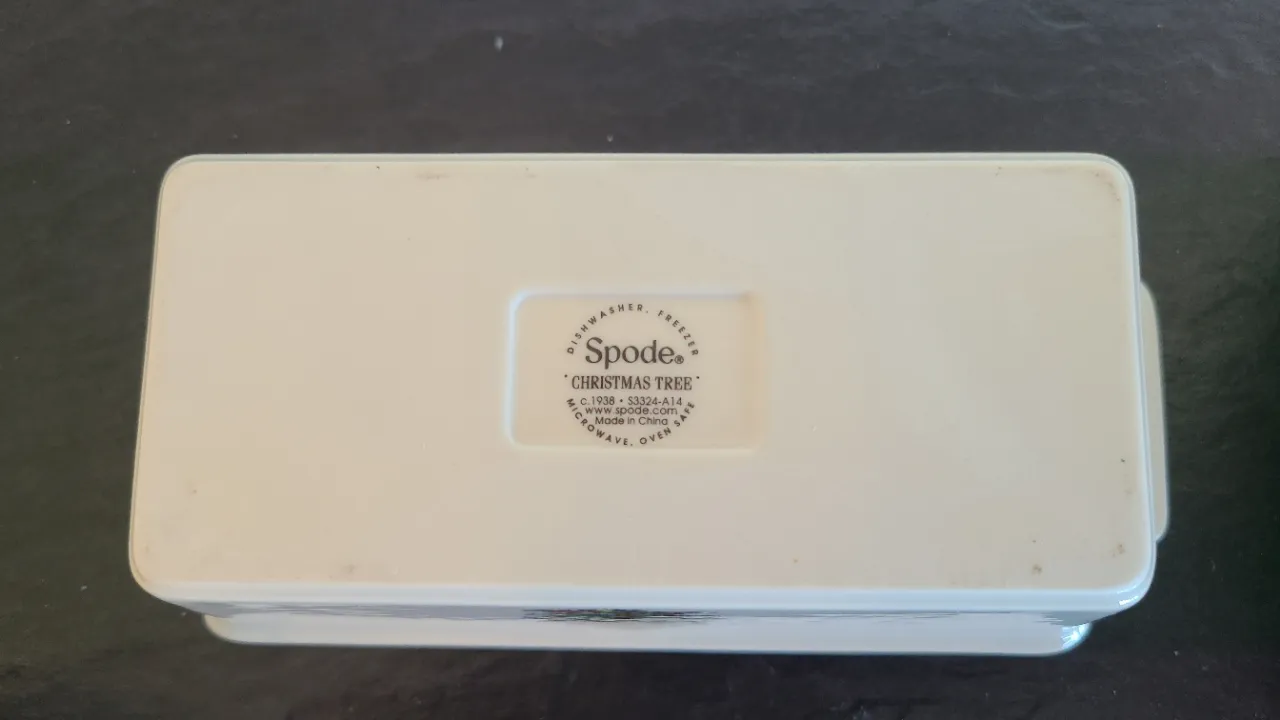 DISHWASHER, FREEZER
Spode®
·CHRISTMAS TREE·
c.1938 • S3324-A14
www.spode.com
Made in China
MICROWAVE, OVEN SAFE